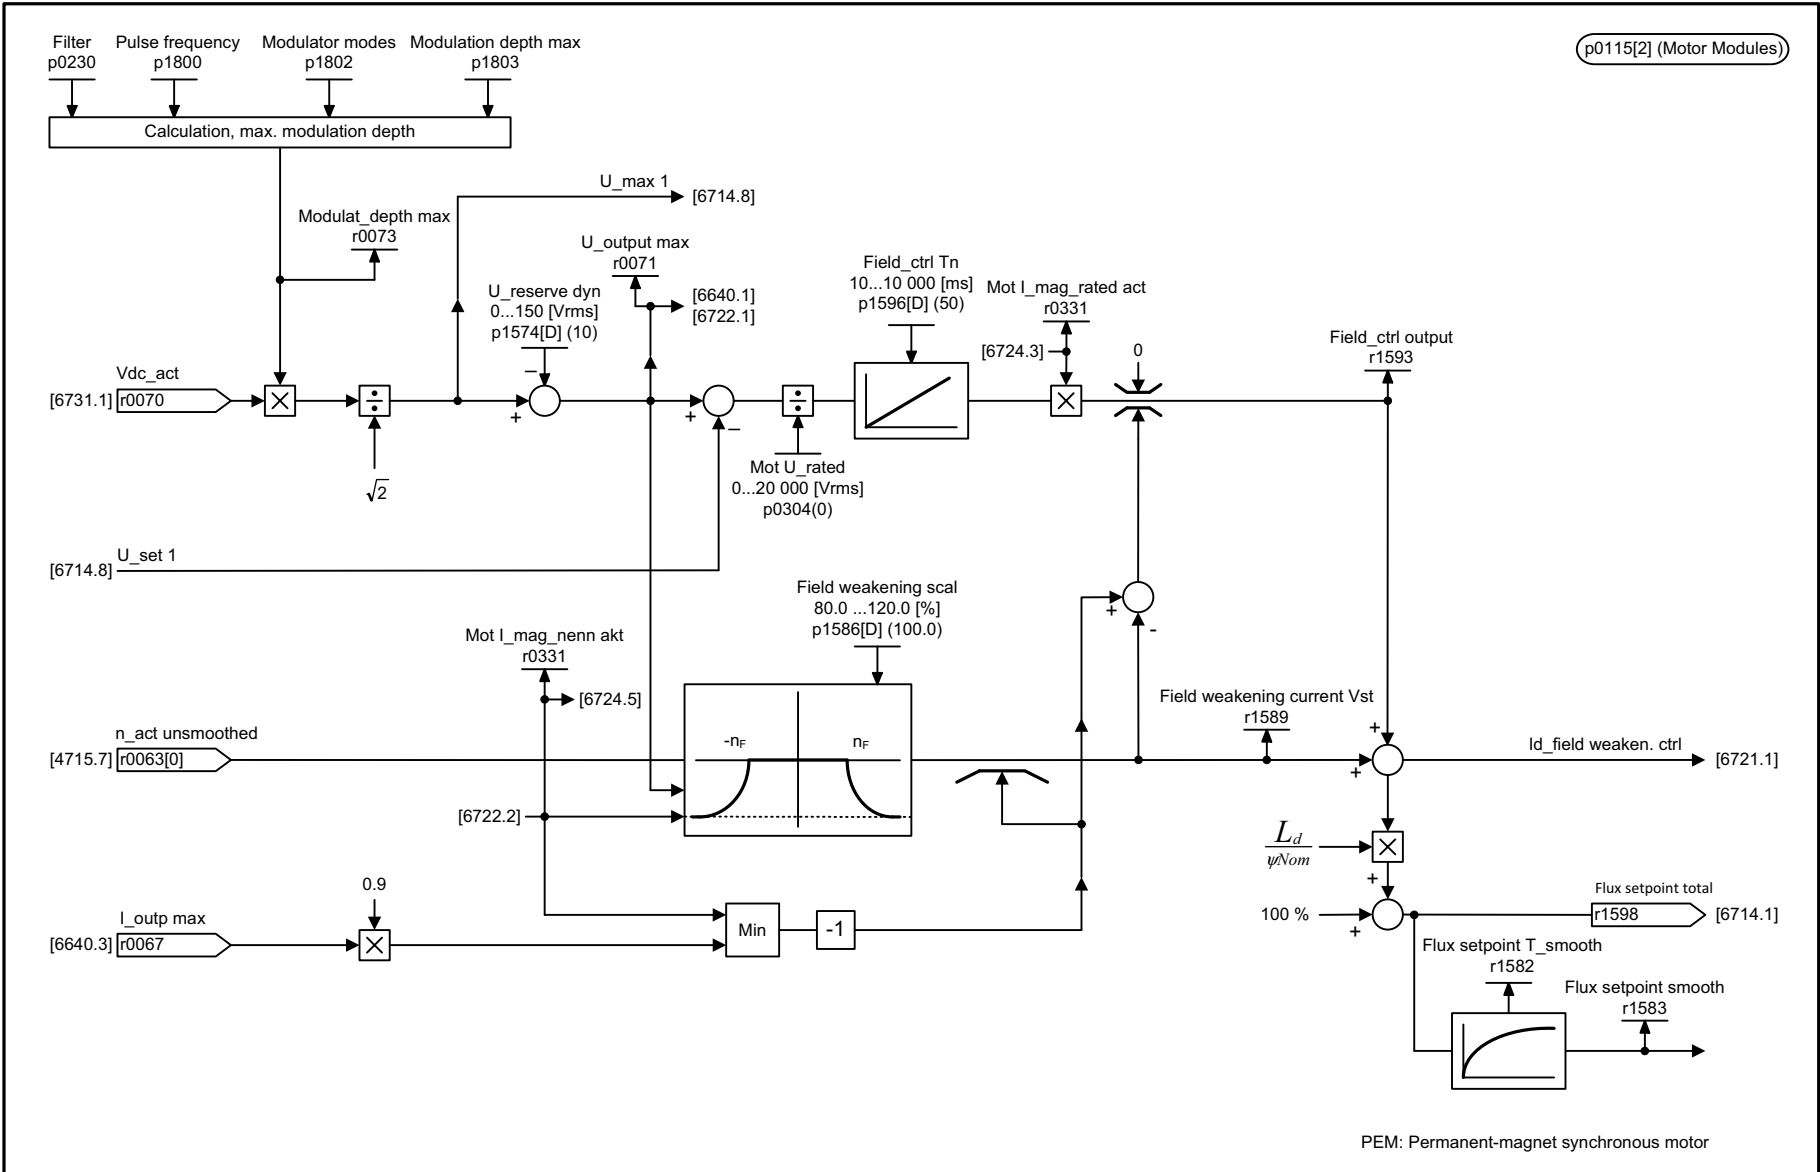 Filter
p0230
Pulse frequency
p1800
Modulator modes
p1802
Modulation depth max
p1803
p0115[2] (Motor Modules)
Calculation, max. modulation depth
U_max 1
[6714.8]
Modulat_depth max
r0073
U_output max
r0071
[6640.1]
[6722.1]
U_reserve dyn
0...150 [Vrms]
p1574[D] (10)
Field_ctrl Tn
10...10 000 [ms]
p1596[D] (50)
Mot I_mag_rated act
r0331
[6724.3]
0
Field_ctrl output
r1593
Vdc_act
[6731.1]
r0070
×
÷
–
+
+
–
÷
×
√2
Mot U_rated
0...20 000 [Vrms]
p0304(0)
U_set 1
[6714.8]
Field weakening scal
80.0 ...120.0 [%]
p1586[D] (100.0)
+
-
Mot I_mag_nenn akt
r0331
[6724.5]
Field weakening current Vst
r1589
n_act unsmoothed
[4715.7]
r0063[0]
-nF
nF
+
+
Id_field weaken. ctrl
[6721.1]
[6722.2]
Ld
ψNom
×
+
0.9
I_outp max
[6640.3]
r0067
×
Min
-1
100 %
+
Flux setpoint total
r1598
[6714.1]
Flux setpoint T_smooth
r1582
Flux setpoint smooth
r1583
PEM: Permanent-magnet synchronous motor